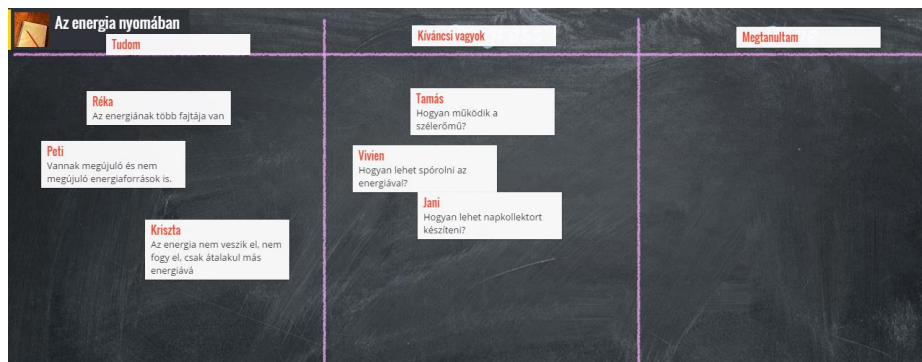 Az energia nyomában
Tudom
Kíváncsi vagyok
Megtanultam
Réka
Az energiának több fajtája van
Peti
Vannak megújuló és nem
megújuló energiaforrások is.
Kriszta
Az energia nem veszik el, nem
fogy el, csak átalakul más
energiává
Tamás
Hogyan működik a
szélerőmű?
Vivien
Hogyan lehet spórolni az
energiával?
Jani
Hogyan lehet napkollektort
készíteni?